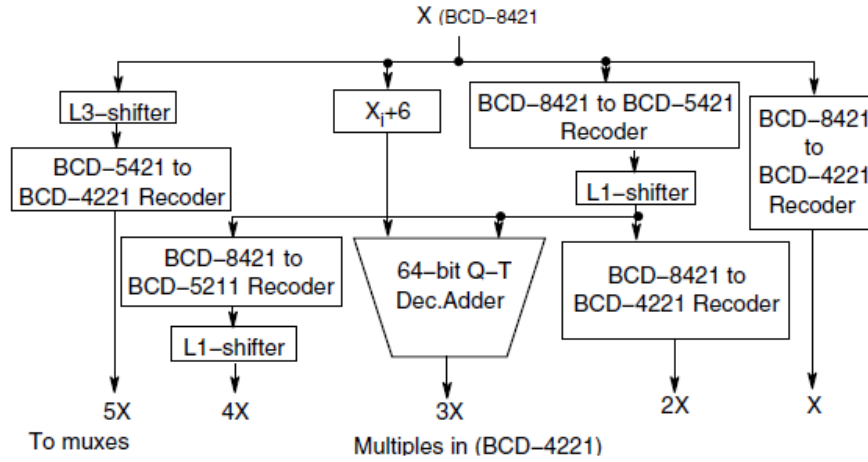 X (BCD-8421
L3-shifter
Xi+6
BCD-8421 to BCD-5421
Recoder
BCD-8421
to
BCD-4221
Recoder
BCD-5421 to
BCD-4221 Recoder
L1-shifter
BCD-8421 to
BCD-5211 Recoder
64-bit Q-T
Dec.Adder
BCD-8421 to
BCD-4221 Recoder
L1-shifter
5X
4X
3X
2X
X
To muxes
Multiples in (BCD-4221)